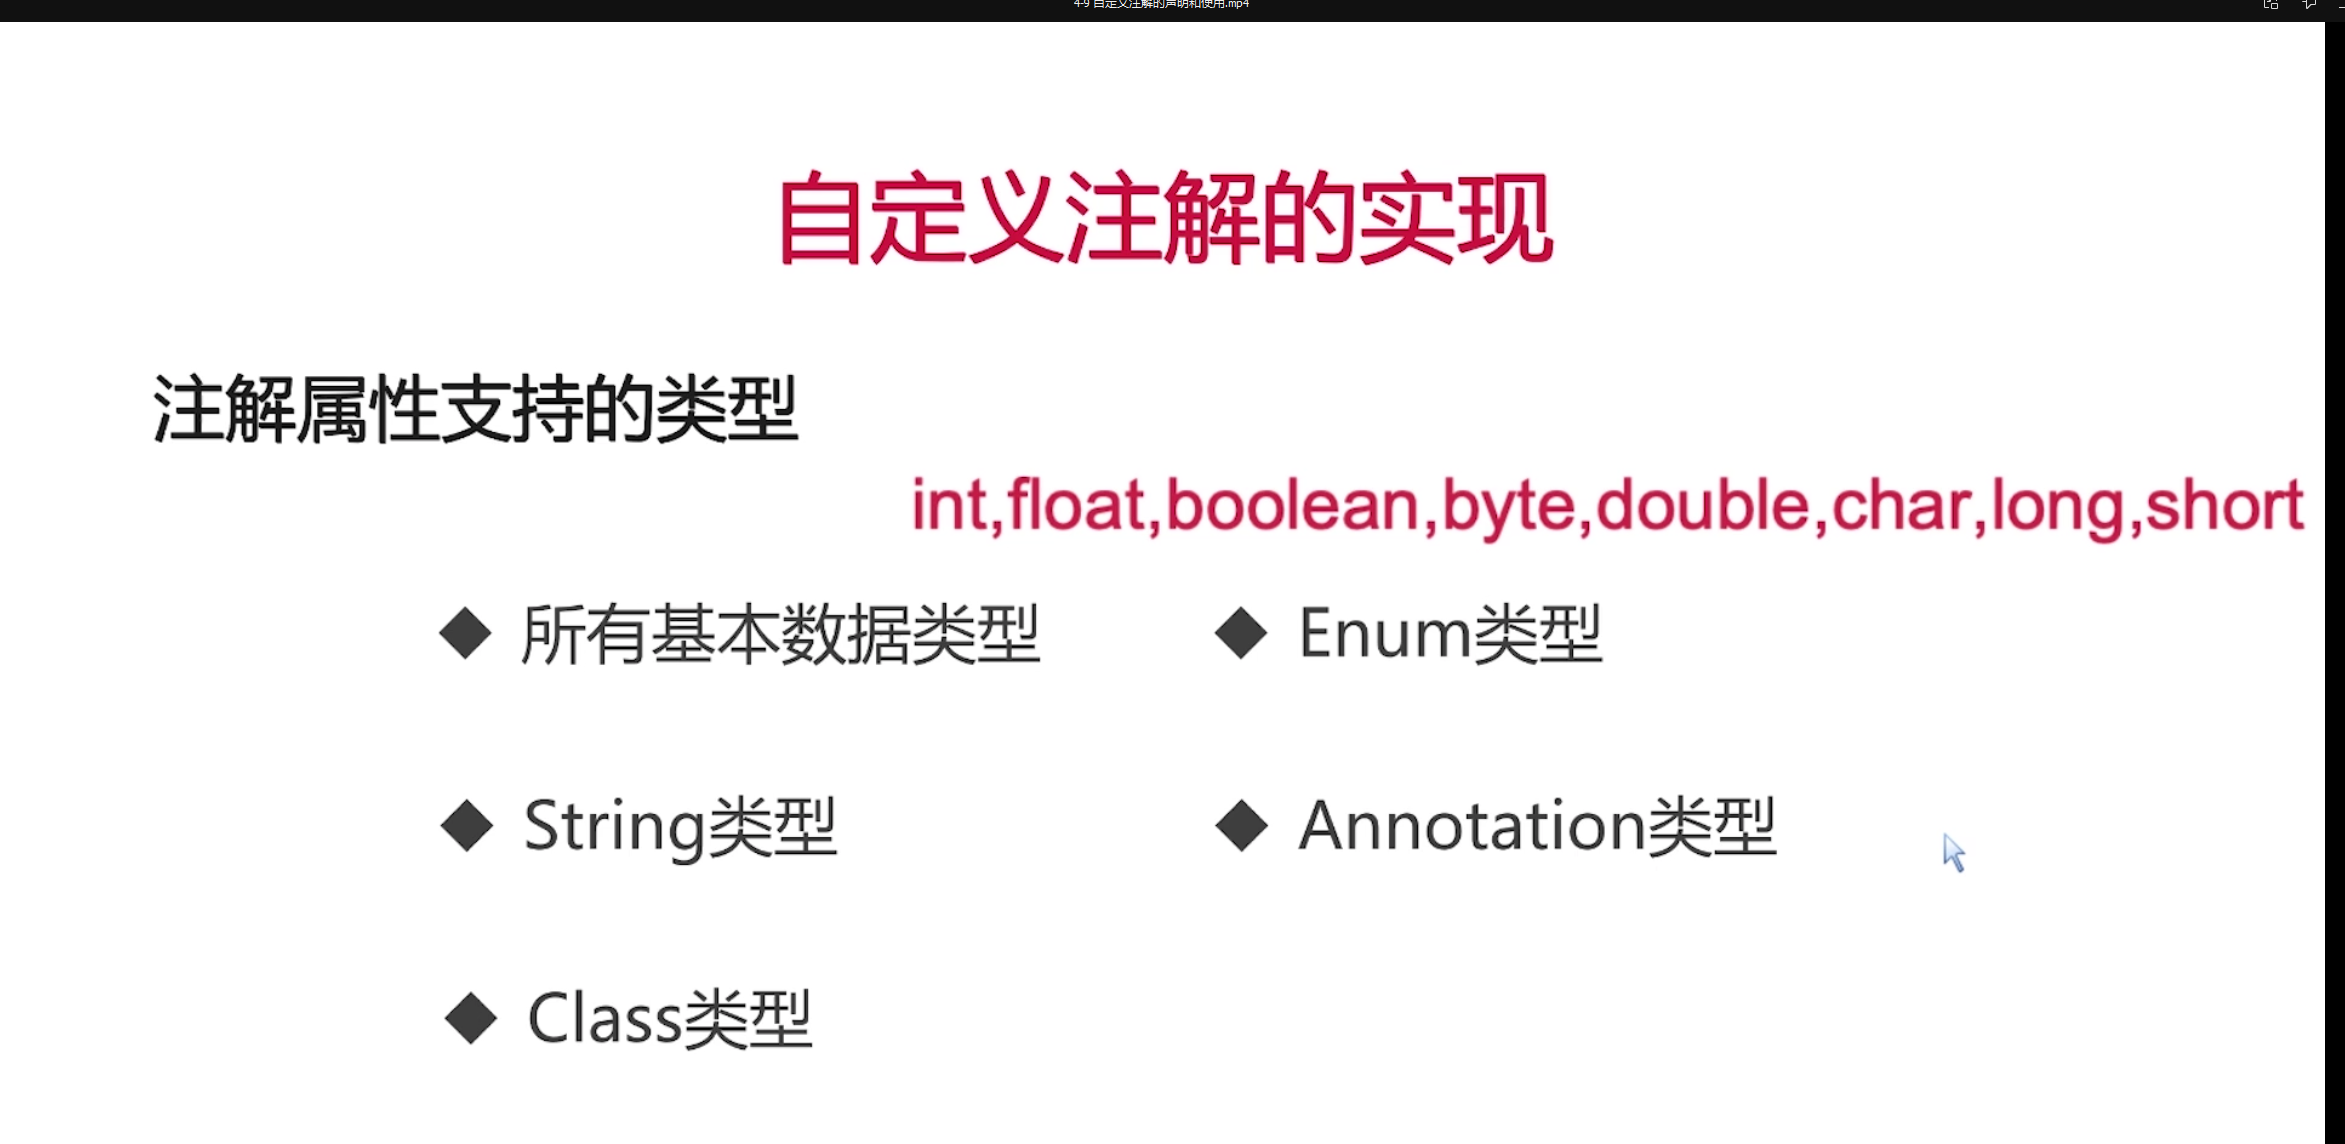 4-9 自定义注解的声明和使用.mp4
自定义注解的实现
注解属性支持的类型
int,float,boolean,byte,double,char,long,short
所有基本数据类型
Enum类型
String类型
Annotation类型
Class类型